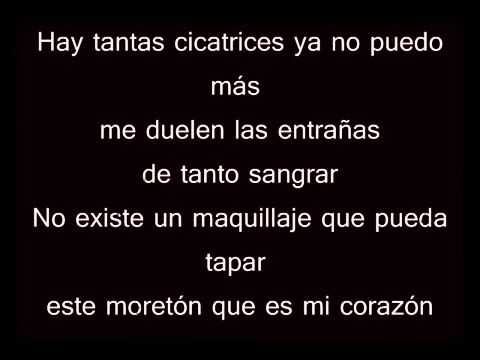 Hay tantas cicatrices ya no puedo
más
me duelen las entrañas
de tanto sangrar
No existe un maquillaje que pueda
tapar
este moretón que es mi corazón